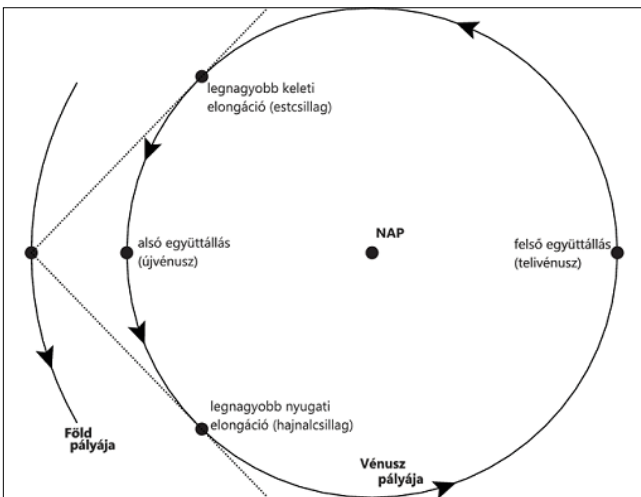 legnagyobb keleti
elongáció (estcsillag)
alsó együttállás
(újvénusz)
NAP
felső együttállás
(telivénusz)
legnagyobb nyugati
elongáció (hajnalcsillag)
Föld
pályája
Vénusz
pályája